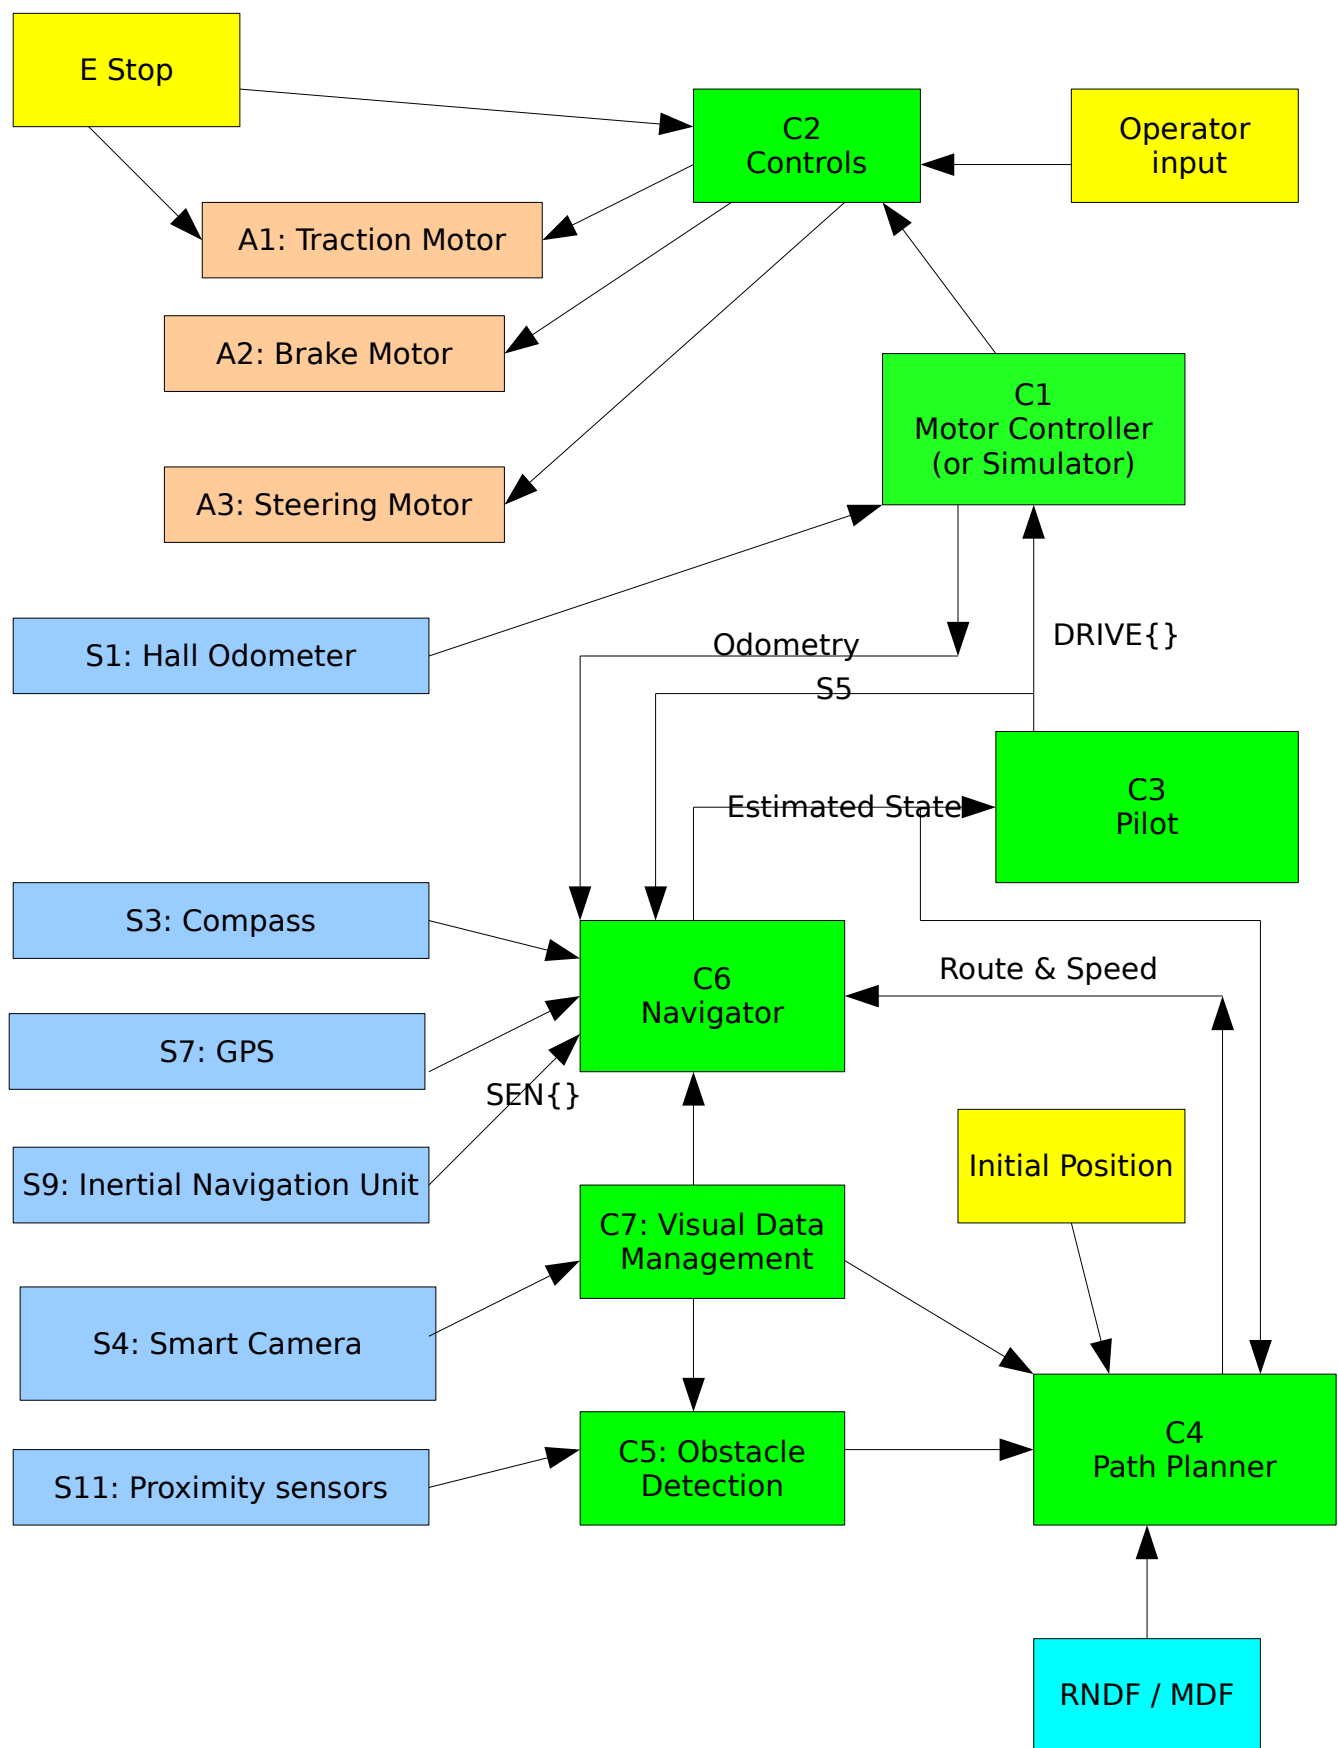 E Stop
C2
Controls
Operator
input
A1: Traction Motor
A2: Brake Motor
C1
Motor Controller
(or Simulator)
A3: Steering Motor
S1: Hall Odometer
Odometry
DRIVE{}
S5
C3
Pilot
Estimated State
S3: Compass
C6
Navigator
Route & Speed
S7: GPS
SEN{}
S9: Inertial Navigation Unit
Initial Position
C7: Visual Data
Management
S4: Smart Camera
C5: Obstacle
Detection
C4
Path Planner
S11: Proximity sensors
RNDF / MDF